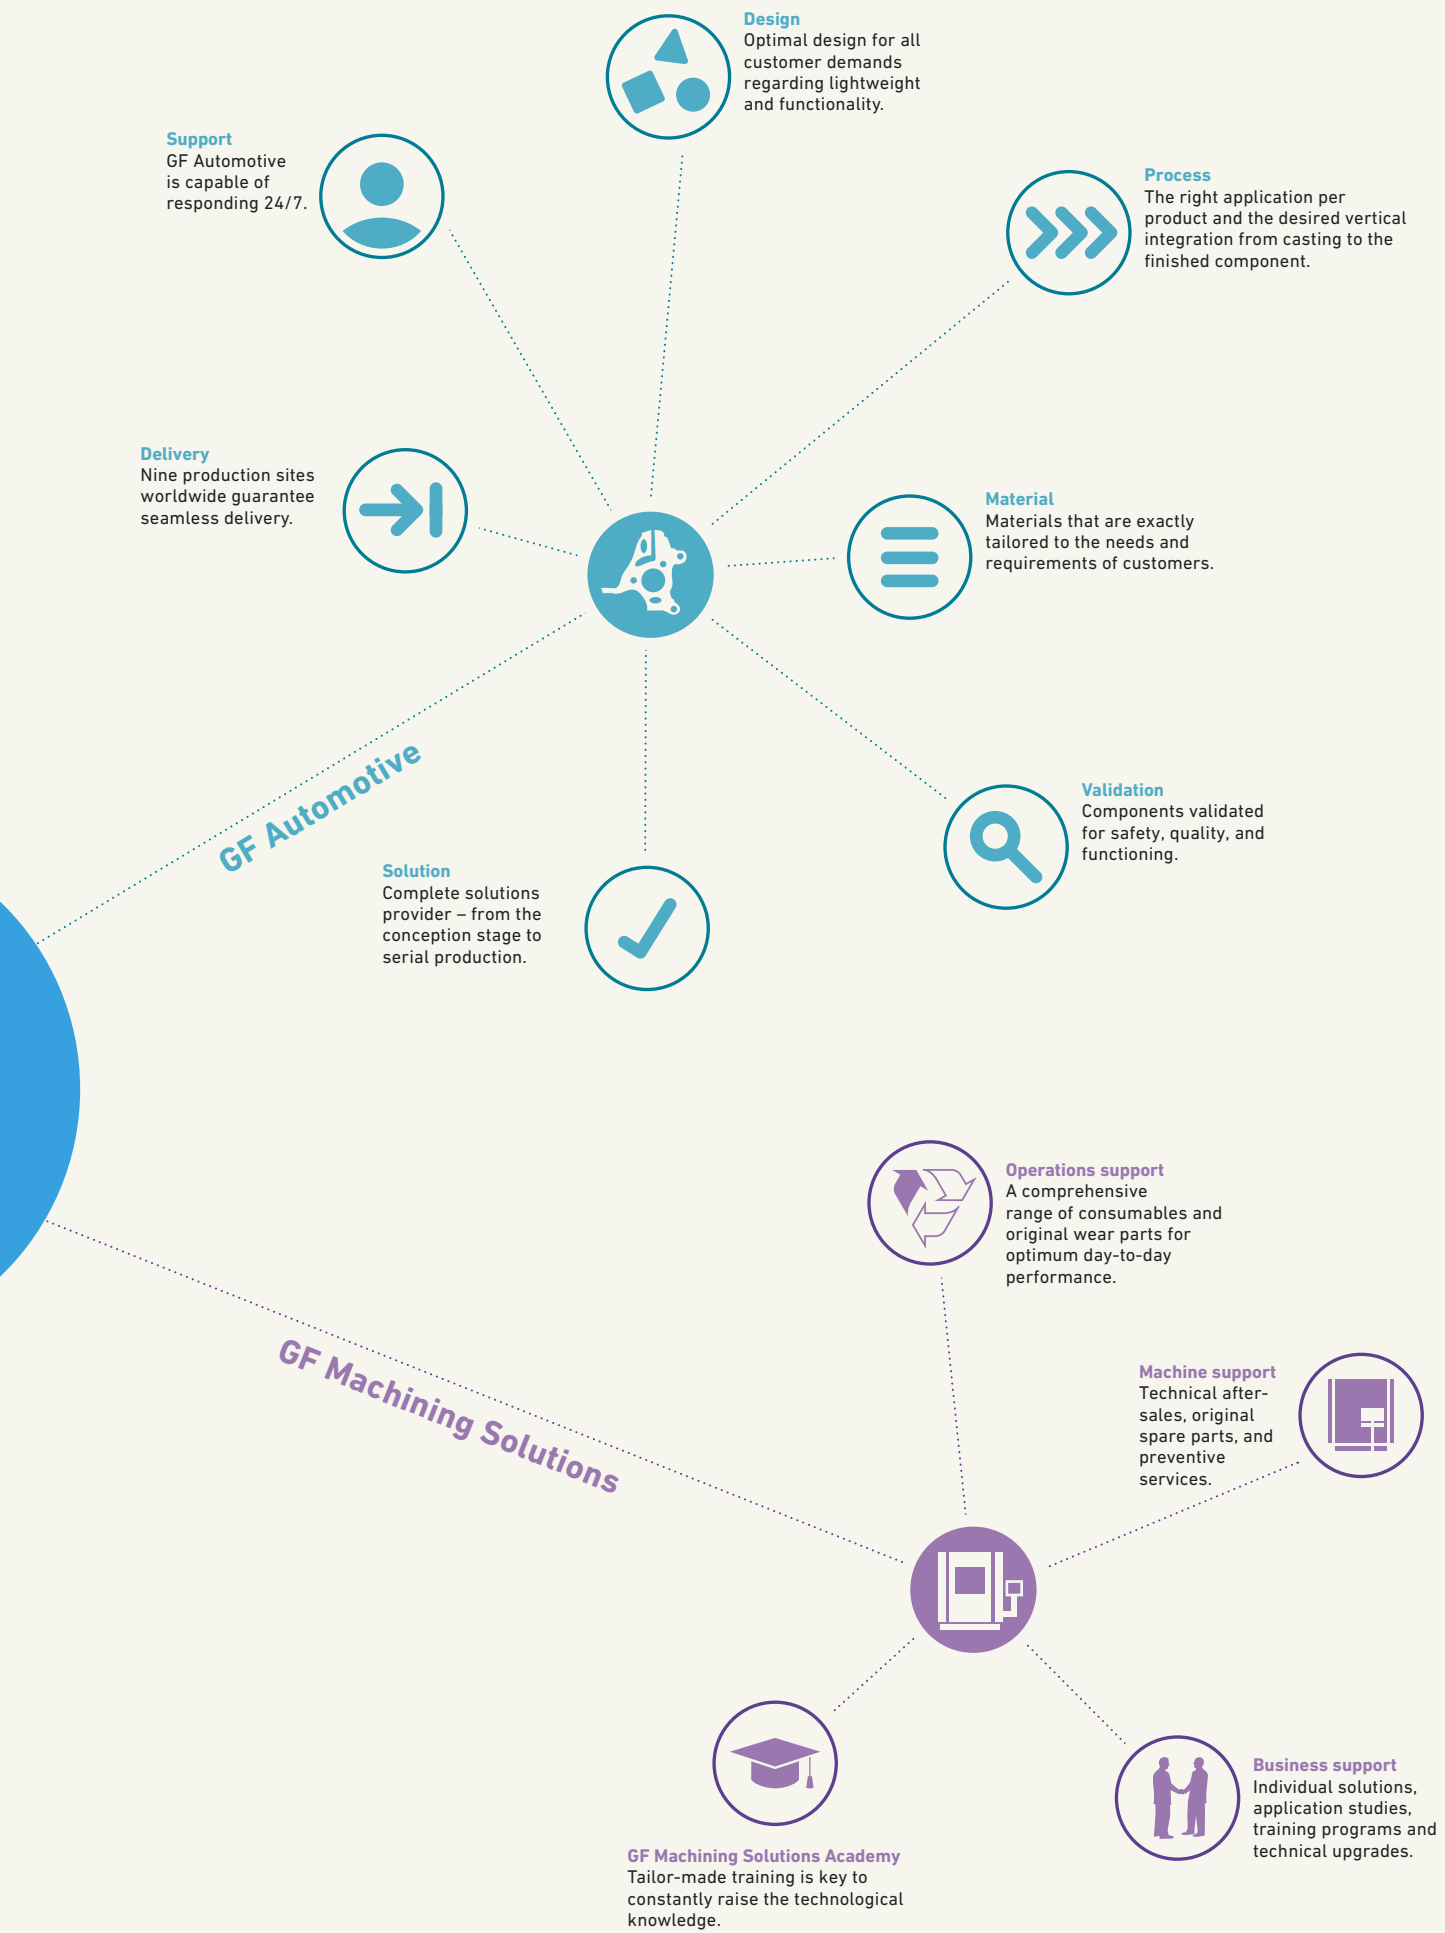 Design
Optimal design for all
customer demands
regarding lightweight
and functionality.
Support
GF Automotive
is capable of
responding 24/7.
Process
The right application per
product and the desired vertical
integration from casting to the
finished component.
Delivery
Nine production sites
worldwide guarantee
seamless delivery.
Material
Materials that are exactly
tailored to the needs and
requirements of customers.
GF Automotive
Validation
Components validated
for safety, quality, and
functioning.
Solution
Complete solutions
provider – from the
conception stage to
serial production.
Operations support
A comprehensive
range of consumables and
original wear parts for
optimum day-to-day
performance.
GF Machining Solutions
Machine support
Technical after-
sales, original
spare parts, and
preventive
services.
Business support
Individual solutions,
application studies,
training programs and
technical upgrades.
GF Machining Solutions Academy
Tailor-made training is key to
constantly raise the technological
knowledge.